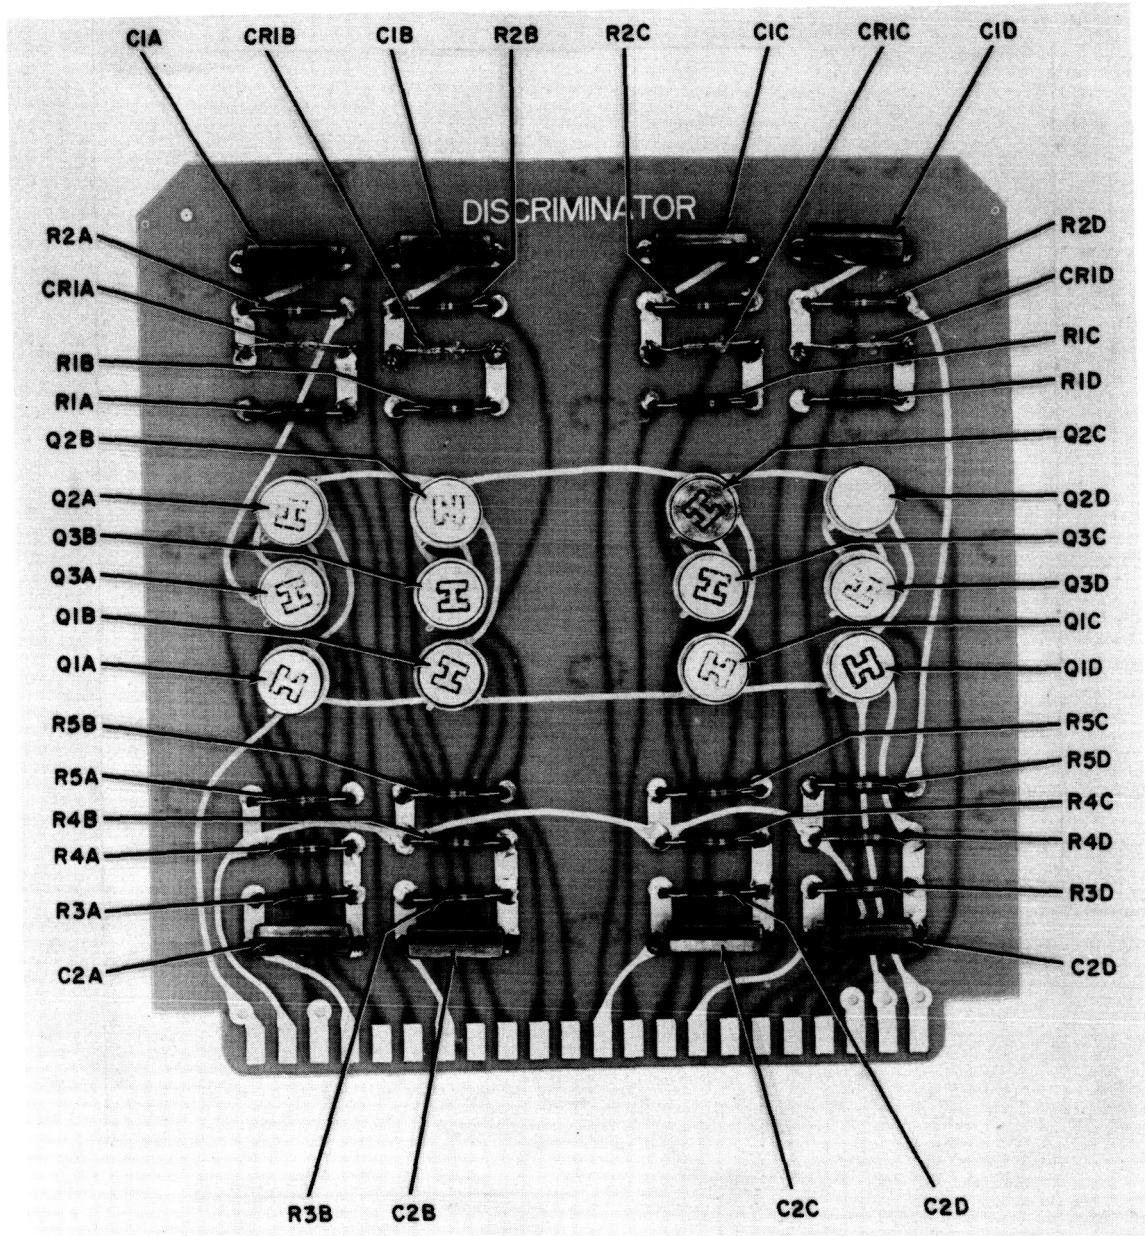 C1A CR1B C1B R2B R2C C1C CR1C C1D
DISCRIMINATOR
R2A
CR1A
R1B
R1A
Q2B
Q2A
Q3B
Q3A
Q1B
Q1A
R5B
R5A
R4B
R4A
R3A
C2A
R2D
CR1D
R1C
R1D
Q2C
Q2D
Q3C
Q3D
Q1C
Q1D
R5C
R5D
R4C
R4D
R3D
C2D
R3B C2B C2C C2D